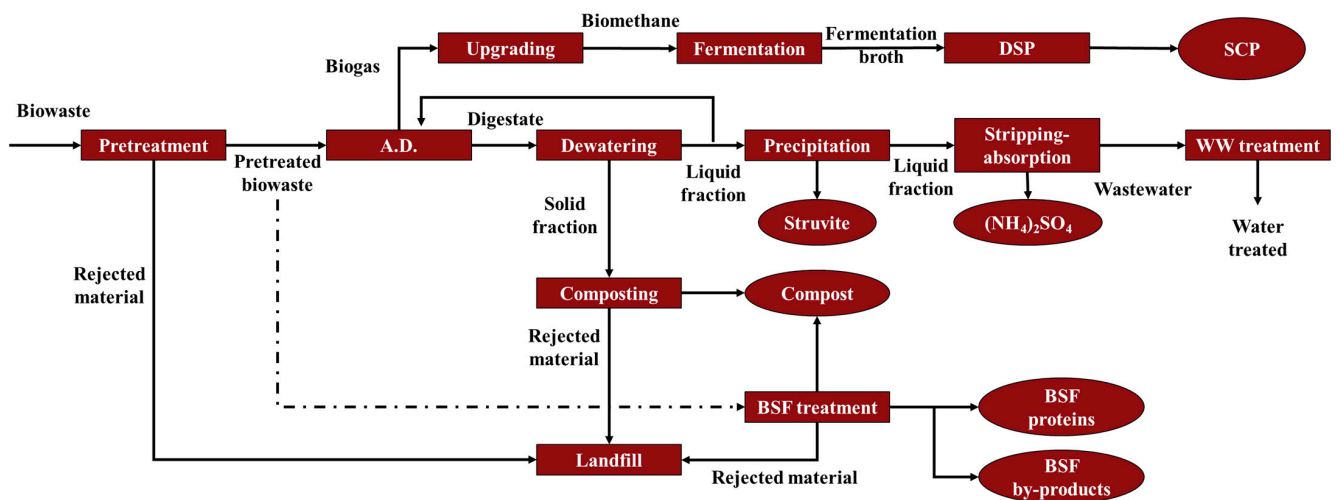 Biomethane
Fermentation
broth
Upgrading
Fermentation
DSP
SCP
Biogas
Biowaste
Digestate
Pretreatment
A.D.
Dewatering
Precipitation
Stripping-
absorption
WW treatment
Pretreated
biowaste
Liquid
fraction
Liquid
fraction
Wastewater
Solid
fraction
Struvite
(NH₄)₂SO₄
Water
treated
Rejected
material
Composting
Compost
Rejected
material
BSF treatment
BSF
proteins
Landfill
Rejected material
BSF
by-products